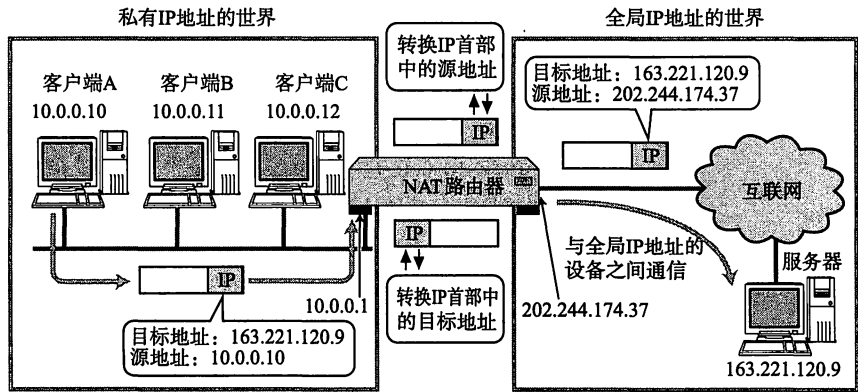 私有IP地址的世界
全局IP地址的世界
客户端A
10.0.0.10
客户端B
10.0.0.11
客户端C
10.0.0.12
转换IP首部
中的源地址
IP
目标地址：163.221.120.9
源地址：202.244.174.37
IP
NAT路由器
互联网
IP
与全局IP地址的
设备之间通信
服务器
IP
10.0.0.1
转换IP首部中
的目标地址
202.244.174.37
目标地址：163.221.120.9
源地址：10.0.0.10
163.221.120.9